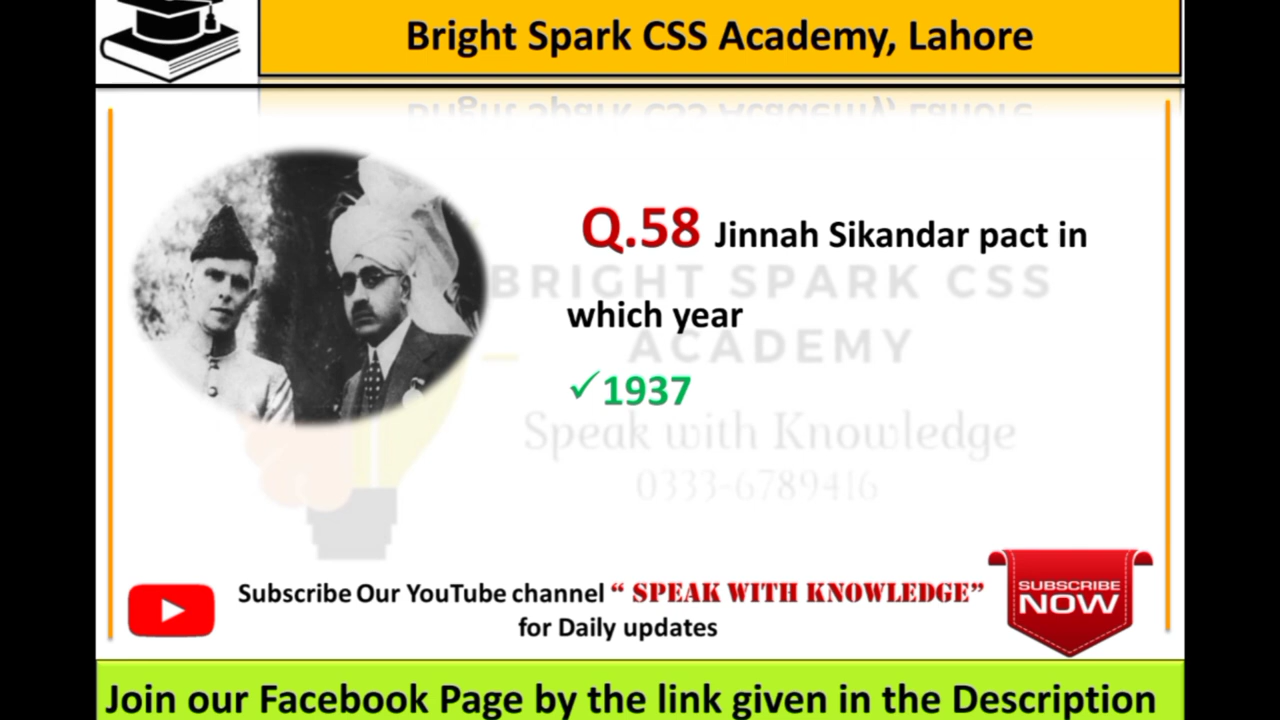 Bright Spark CSS Academy, Lahore
Q.58 Jinnah Sikandar pact in
BRIGHT SPARK CSS
which year
ACADEMY
✓1937
Speak with Knowledge
0333-6789416
Subscribe Our YouTube channel “ SPEAK WITH KNOWLEDGE”
for Daily updates
SUBSCRIBE
NOW
Join our Facebook Page by the link given in the Description